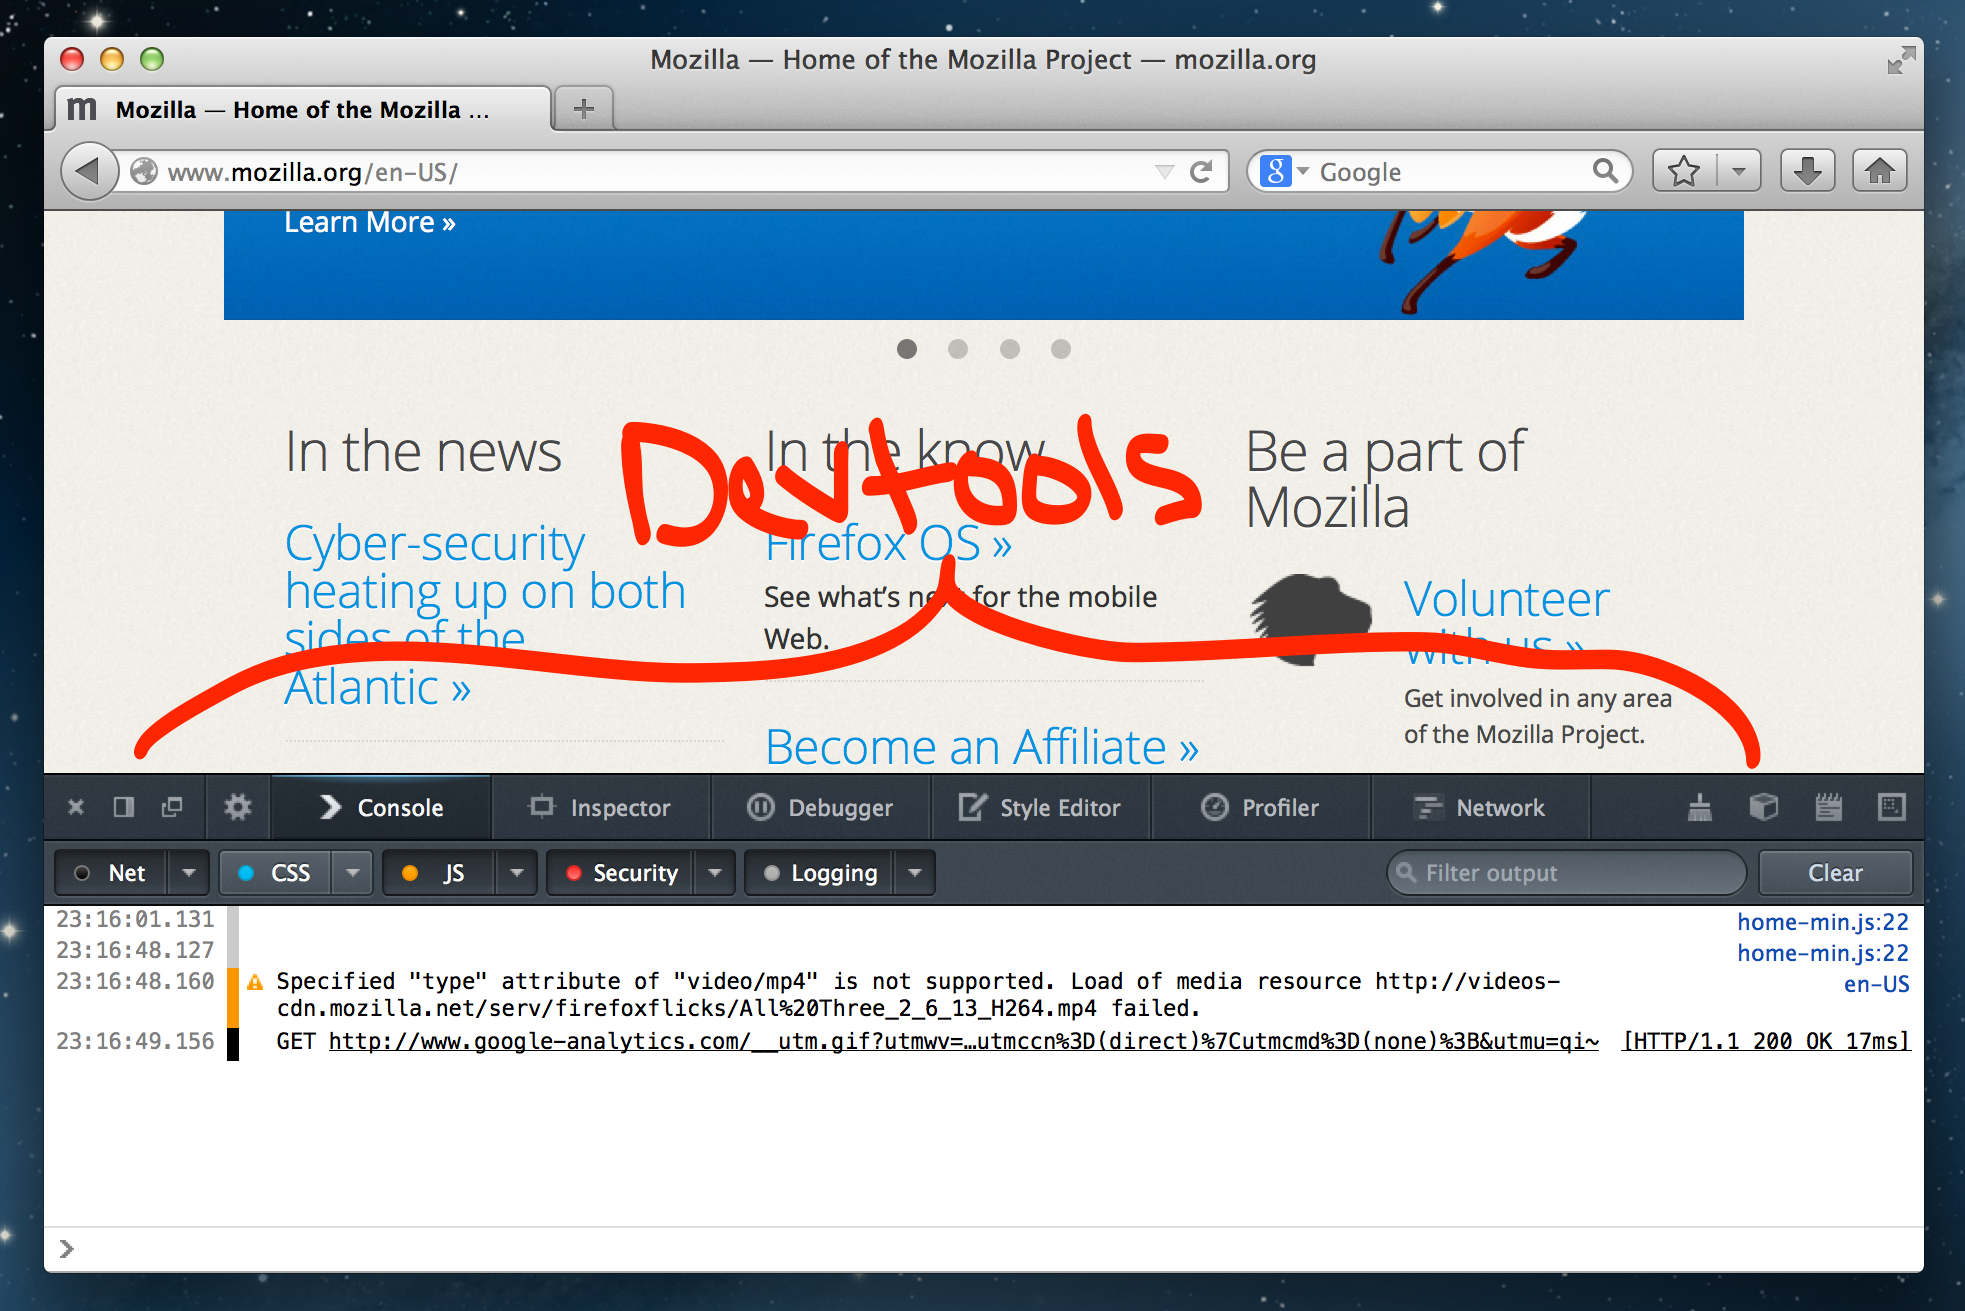 Mozilla — Home of the Mozilla Project — mozilla.org
m Mozilla — Home of the Mozilla ...
www.mozilla.org/en-US/
g Google
Learn More »
Devtools
In the news
Cyber-security
heating up on both
sides of the
Atlantic »
In the know
Firefox OS »
See what's next for the mobile
Web.
Become an Affiliate »
Be a part of
Mozilla
Volunteer
with us »
Get involved in any area
of the Mozilla Project.
Console Inspector Debugger Style Editor Profiler Network
Net CSS JS Security Logging Filter output Clear
23:16:01.131 home-min.js:22
23:16:48.127 home-min.js:22
23:16:48.160 Specified "type" attribute of "video/mp4" is not supported. Load of media resource http://videos- en-US
cdn.mozilla.net/serv/firefoxflicks/All%20Three_2_6_13_H264.mp4 failed.
23:16:49.156 GET http://www.google-analytics.com/__utm.gif?utmwv=…utmccn%3D(direct)%7Cutmcmd%3D(none)%3B&utmu=qi~ [HTTP/1.1 200 OK 17ms]